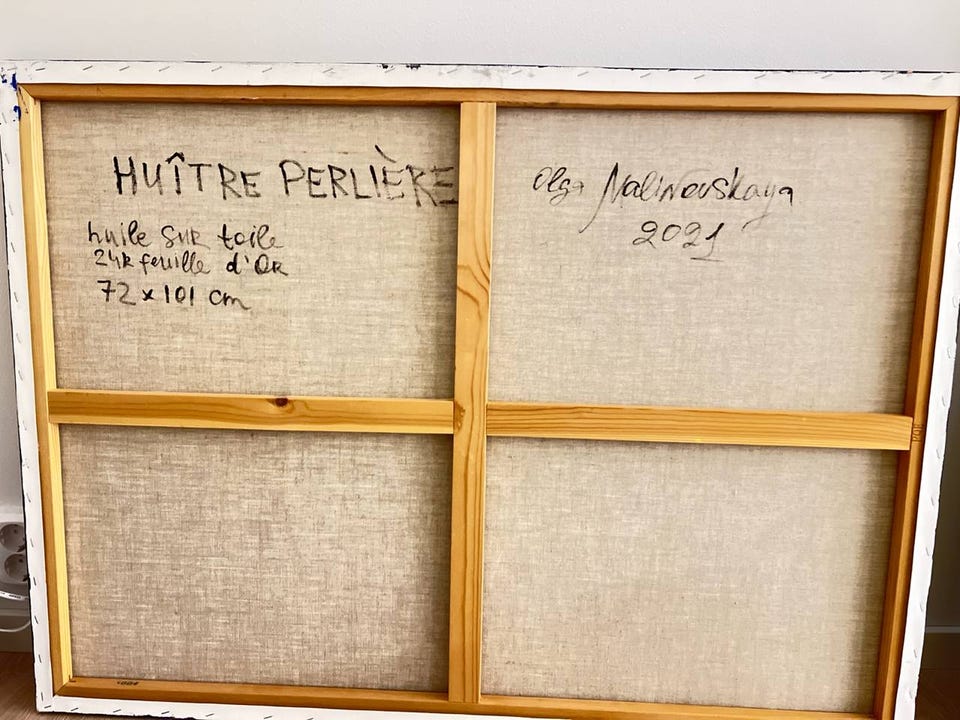 HUÎTRE PERLIÈRE
huile sur toile
24k feuille d'OR
72 x 101 cm
Olga Malinovskaya
2021